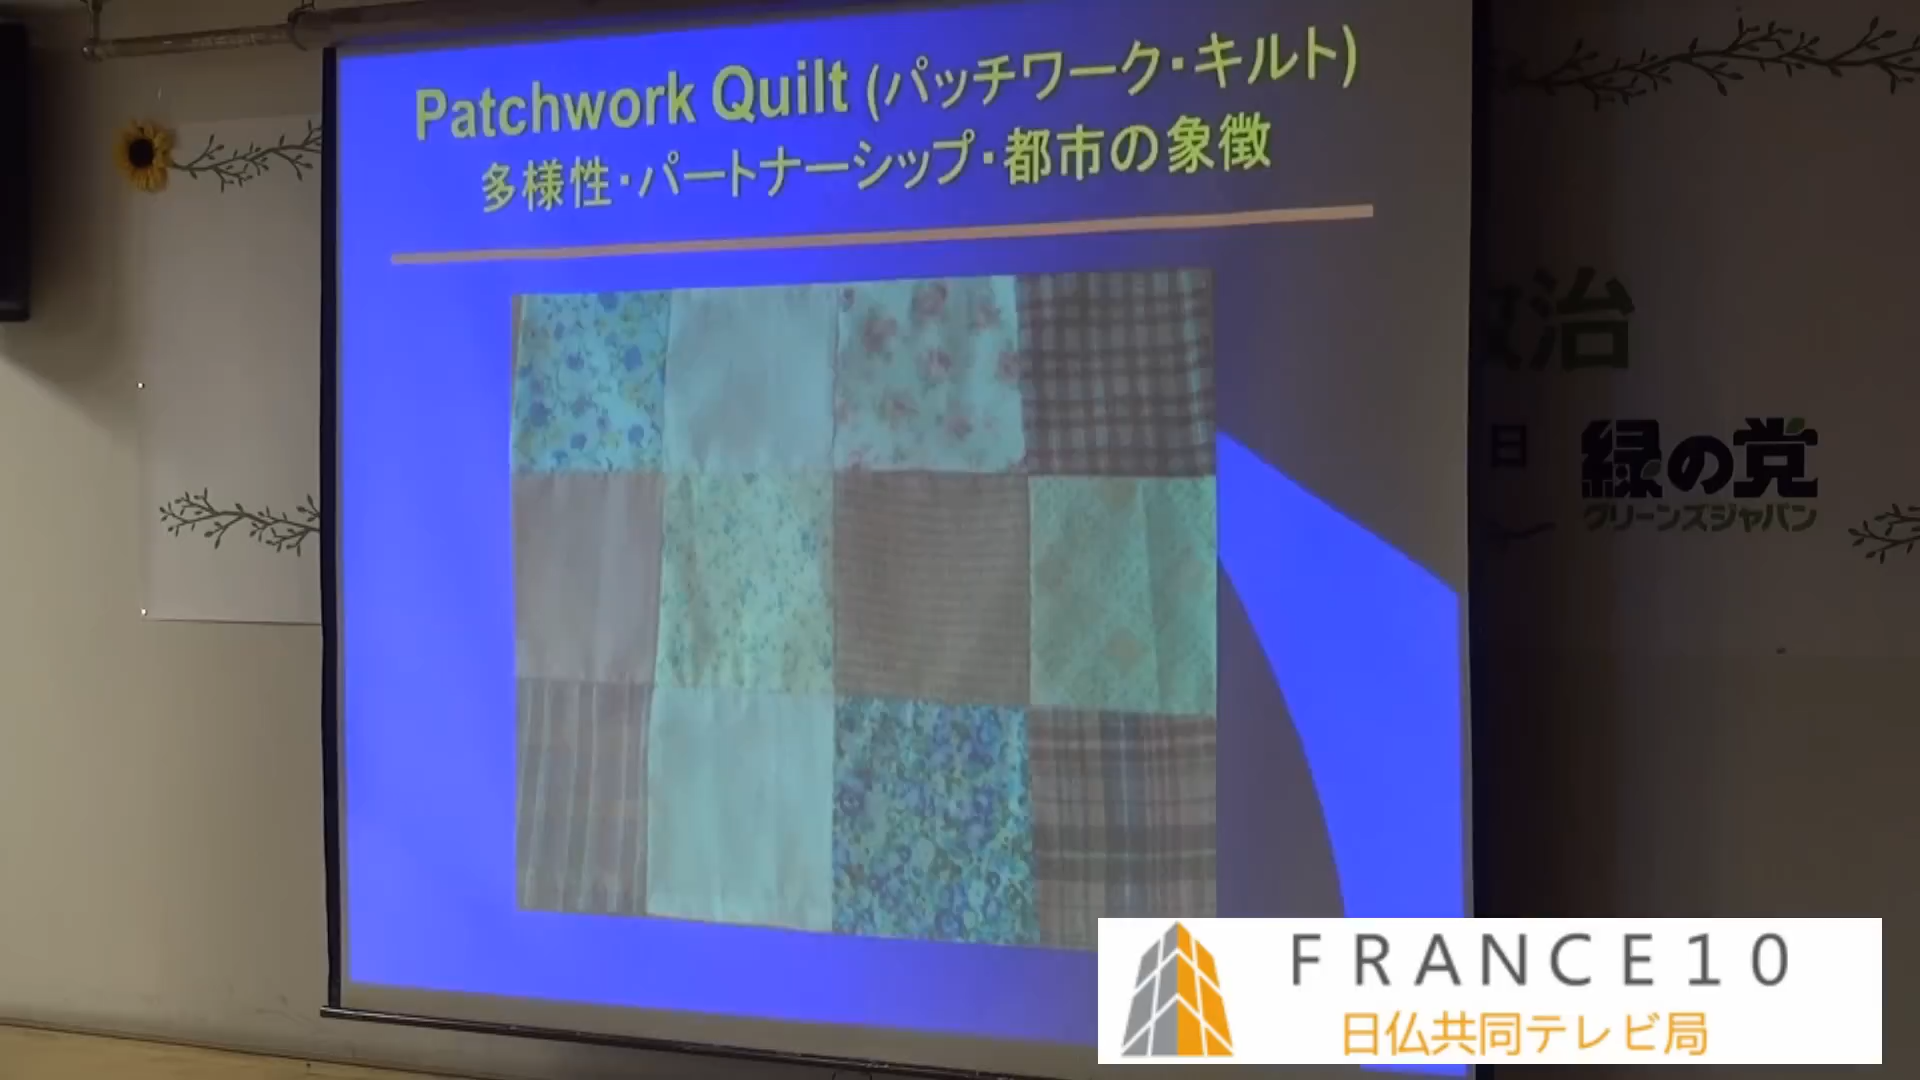 Patchwork Quilt (パッチワーク・キルト)
多様性・パートナーシップ・都市の象徴
治
日
緑の党
グリーンズジャパン
FRANCE10
日仏共同テレビ局